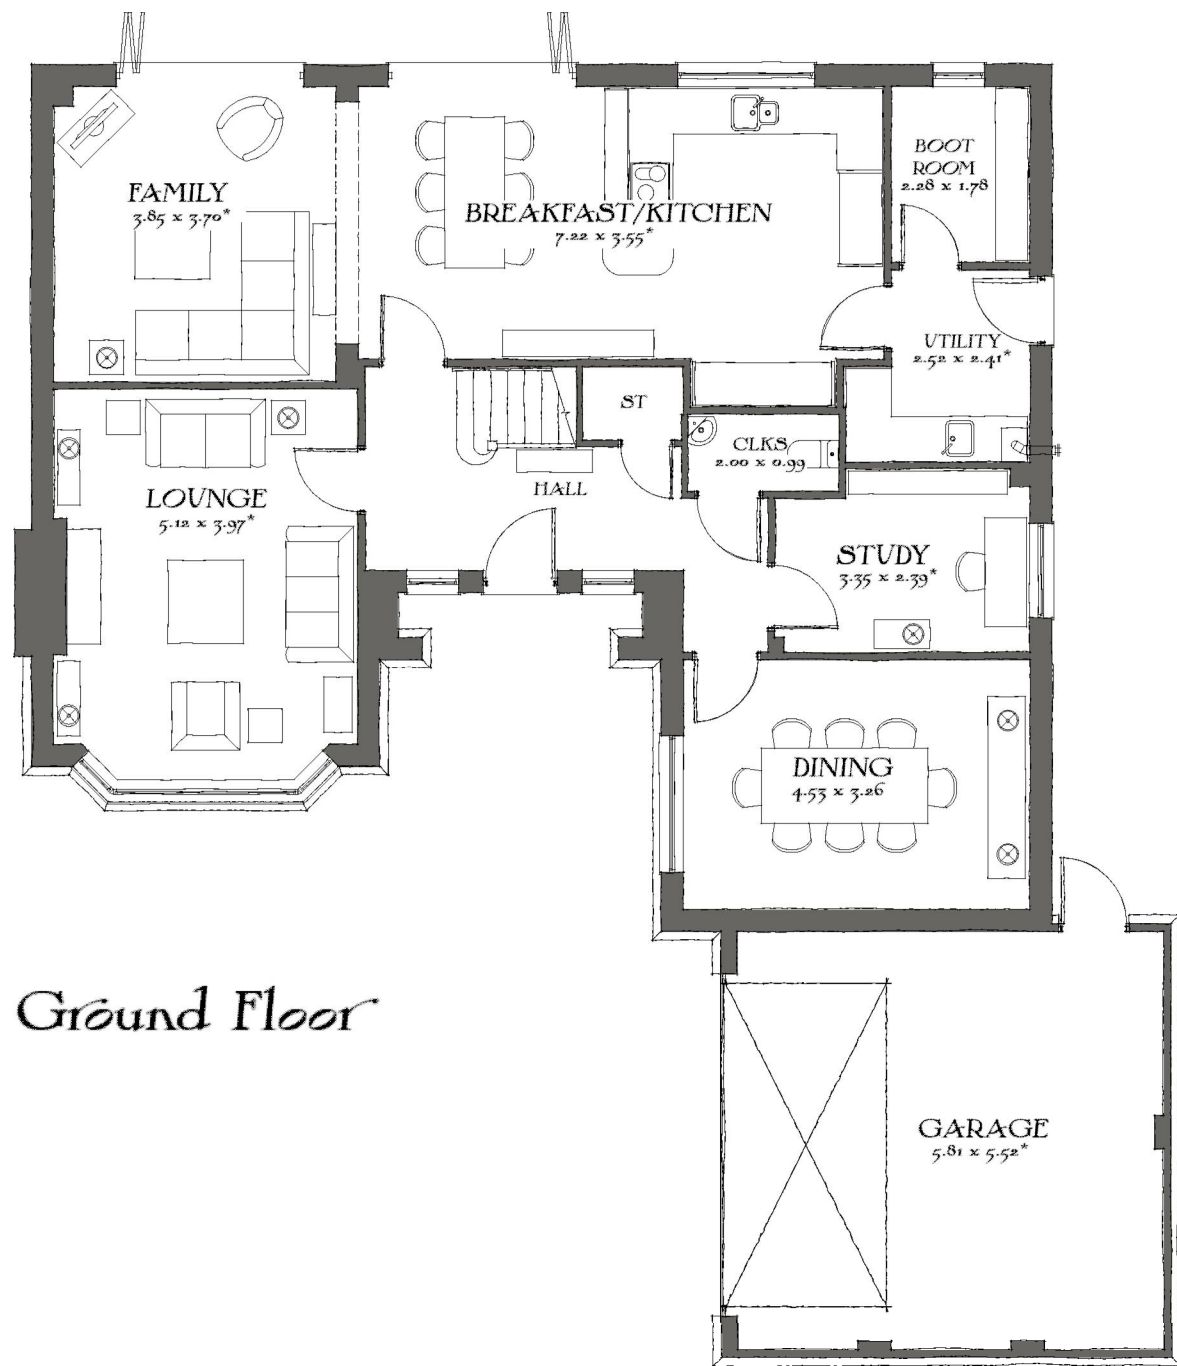 FAMILY
3.85 x 3.70*
BREAKFAST/KITCHEN
7.22 x 3.55*
BOOT
ROOM
2.28 x 1.78
UTILITY
2.52 x 2.41*
ST
CLKS
2.00 x 0.99
HALL
LOUNGE
5.12 x 3.97*
STUDY
3.35 x 2.39*
DINING
4.53 x 3.26
Ground Floor
GARAGE
5.81 x 5.52*